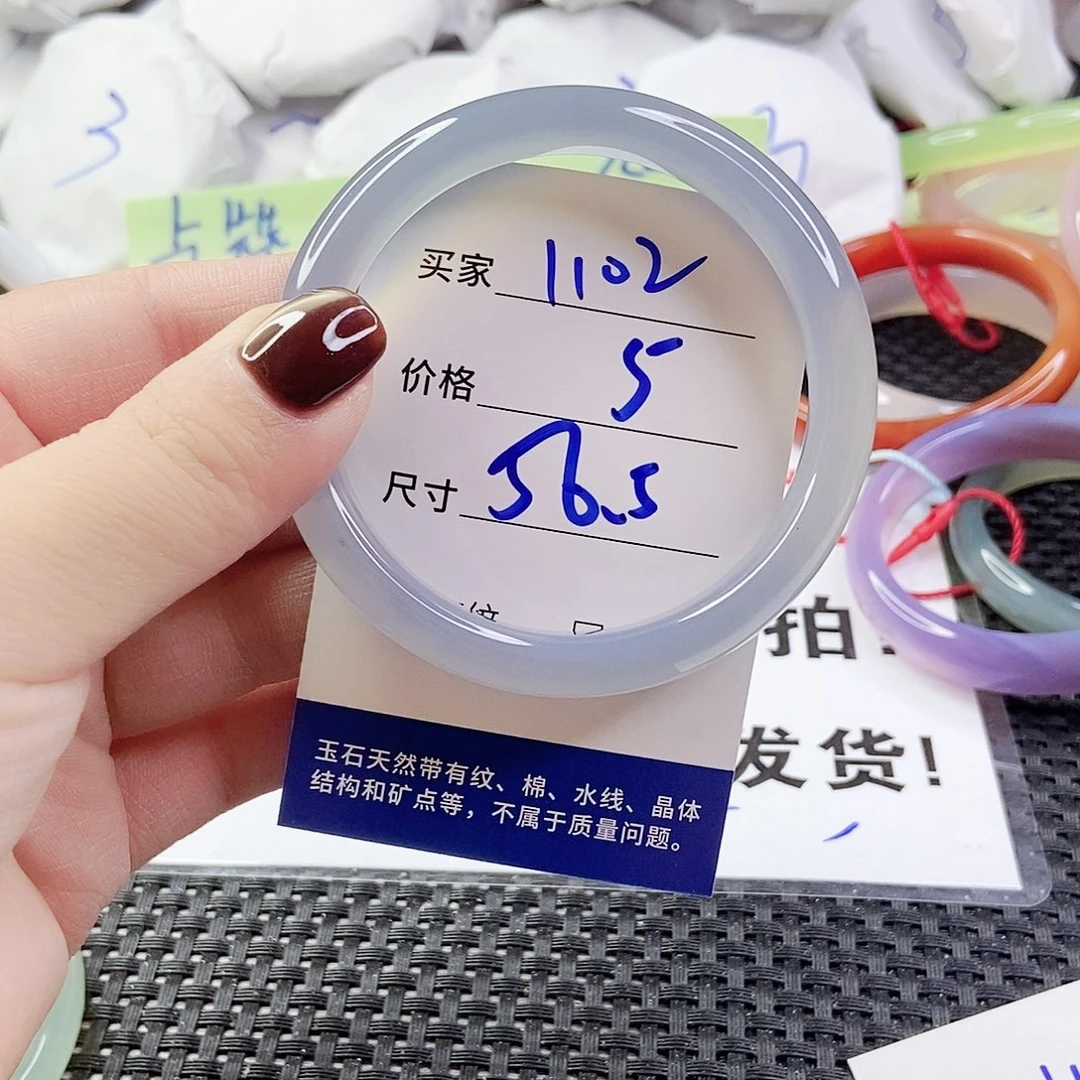 3
3
买家 1102
价格 5
尺寸 56.5
拍
发货!
玉石天然带有纹、棉、水线、晶体
结构和矿点等，不属于质量问题。